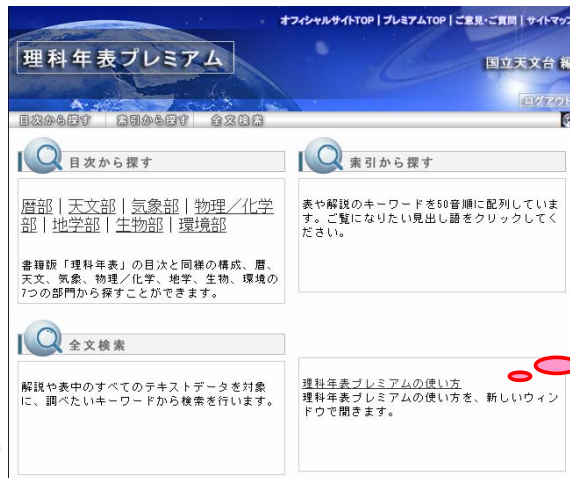 オフィシャルサイトTOP | プレミアムTOP | ご意見・ご質問 | サイトマップ
理科年表プレミアム
国立天文台 編
ログアウト
目次から探す 索引から探す 全文検索
目次から探す
暦部 | 天文部 | 気象部 | 物理／化学
部 | 地学部 | 生物部 | 環境部
書籍版「理科年表」の目次と同様の構成、暦、
天文、気象、物理／化学、地学、生物、環境の
7つの部門から探すことができます。
索引から探す
表や解説のキーワードを50音順に配列していま
す。ご覧になりたい見出し語をクリックしてく
ださい。
全文検索
解説や表中のすべてのテキストデータを対象
に、調べたいキーワードから検索を行います。
理科年表プレミアムの使い方
理科年表プレミアムの使い方を、新しいウィン
ドウで開きます。